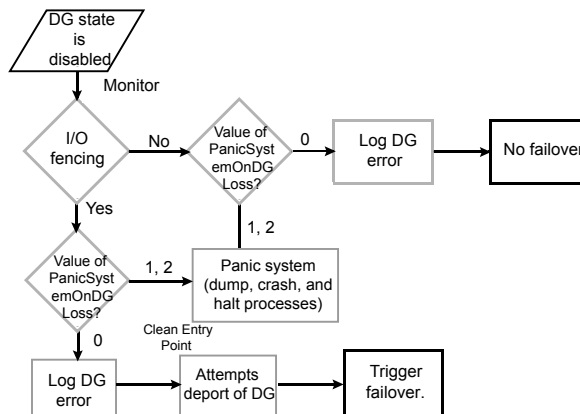 DG state
is
disabled
Monitor
I/O
fencing
No
Value of
PanicSyst
emOnDG
Loss?
0
Log DG
error
No failover
Yes
1, 2
Value of
PanicSyst
emOnDG
Loss?
1, 2
Panic system
(dump, crash, and
halt processes)
0
Clean Entry
Point
Log DG
error
Attempts
deport of DG
Trigger
failover.